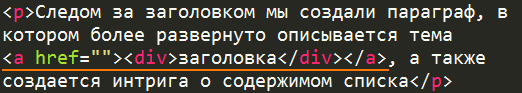 <p>Следом за заголовком мы создали параграф, в
котором более развернуто описывается тема
<a href=""><div>заголовка</div></a>, а также
создается интрига о содержимом списка</p>